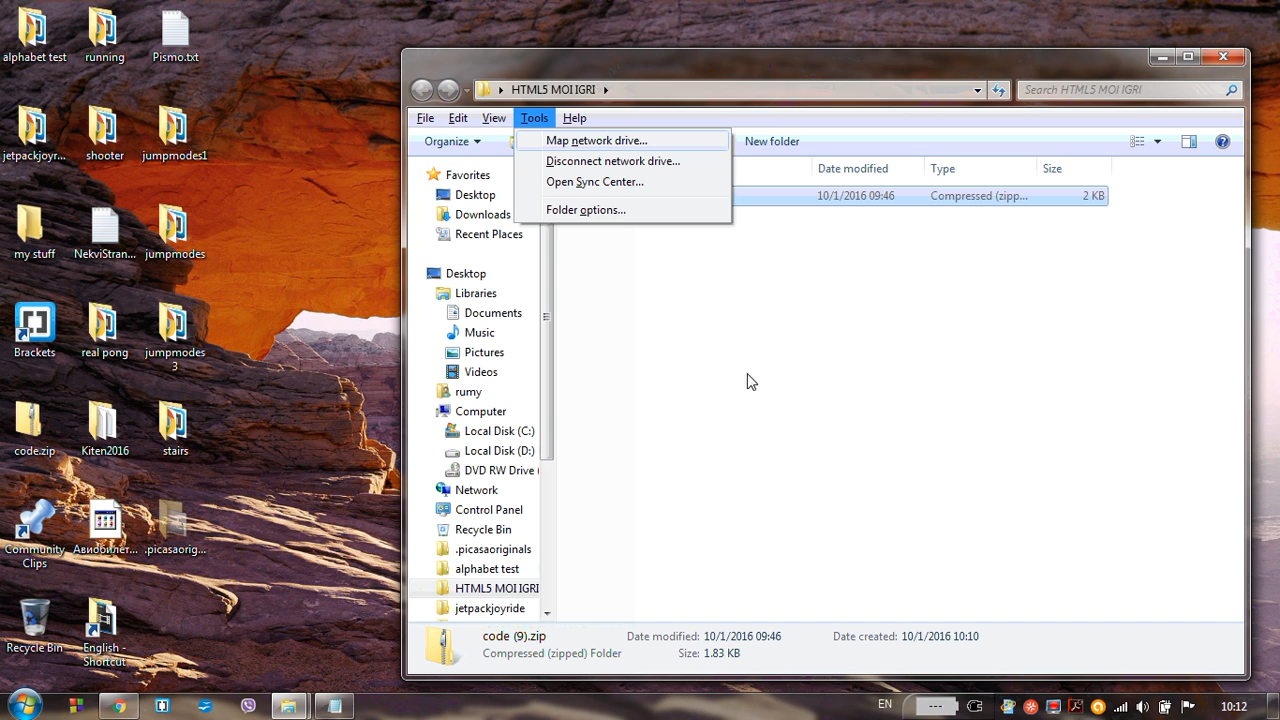 alphabet test
running
Pismo.txt
jetpackjoyr...
shooter
jumpmodes1
my stuff
NekviStran...
jumpmodes
Brackets
real pong
jumpmodes
3
code.zip
Kiten2016
stairs
Community
Clips
Авиобилет...
.picasaorig...
Recycle Bin
English -
Shortcut
HTML5 MOI IGRI
Search HTML5 MOI IGRI
File
Edit
View
Tools
Help
Organize
New folder
Map network drive...
Disconnect network drive...
Open Sync Center...
Folder options...
Date modified
Type
Size
10/1/2016 09:46
Compressed (zipp...
2 KB
Favorites
Desktop
Downloads
Recent Places
Desktop
Libraries
Documents
Music
Pictures
Videos
rumy
Computer
Local Disk (C:)
Local Disk (D:)
DVD RW Drive (
Network
Control Panel
Recycle Bin
.picasaoriginals
alphabet test
HTML5 MOI IGRI
jetpackjoyride
code (9).zip
Date modified: 10/1/2016 09:46
Date created: 10/1/2016 10:10
Compressed (zipped) Folder
Size: 1.83 KB
EN
---
10:12